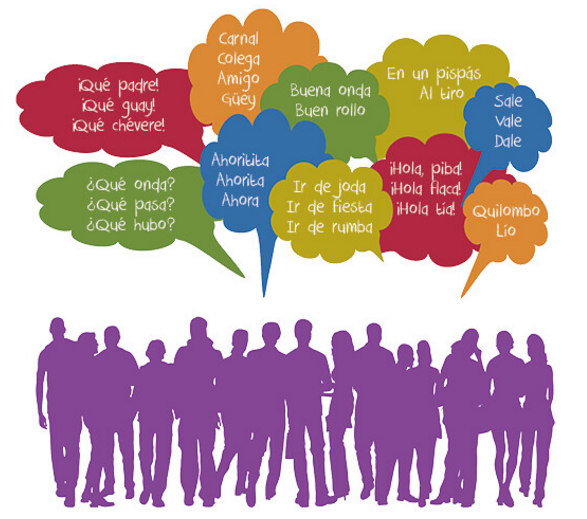 ¡Qué padre!
¡Qué guay!
¡Qué chévere!
Carnal
Colega
Amigo
Güey
Buena onda
Buen rollo
En un pispás
Al tiro
Sale
Vale
Dale
¿Qué onda?
¿Qué pasa?
¿Qué hubo?
Ahoritita
Ahorita
Ahora
Ir de joda
Ir de fiesta
Ir de rumba
¡Hola, piba!
¡Hola flaca!
¡Hola tía!
Quilombo
Lío